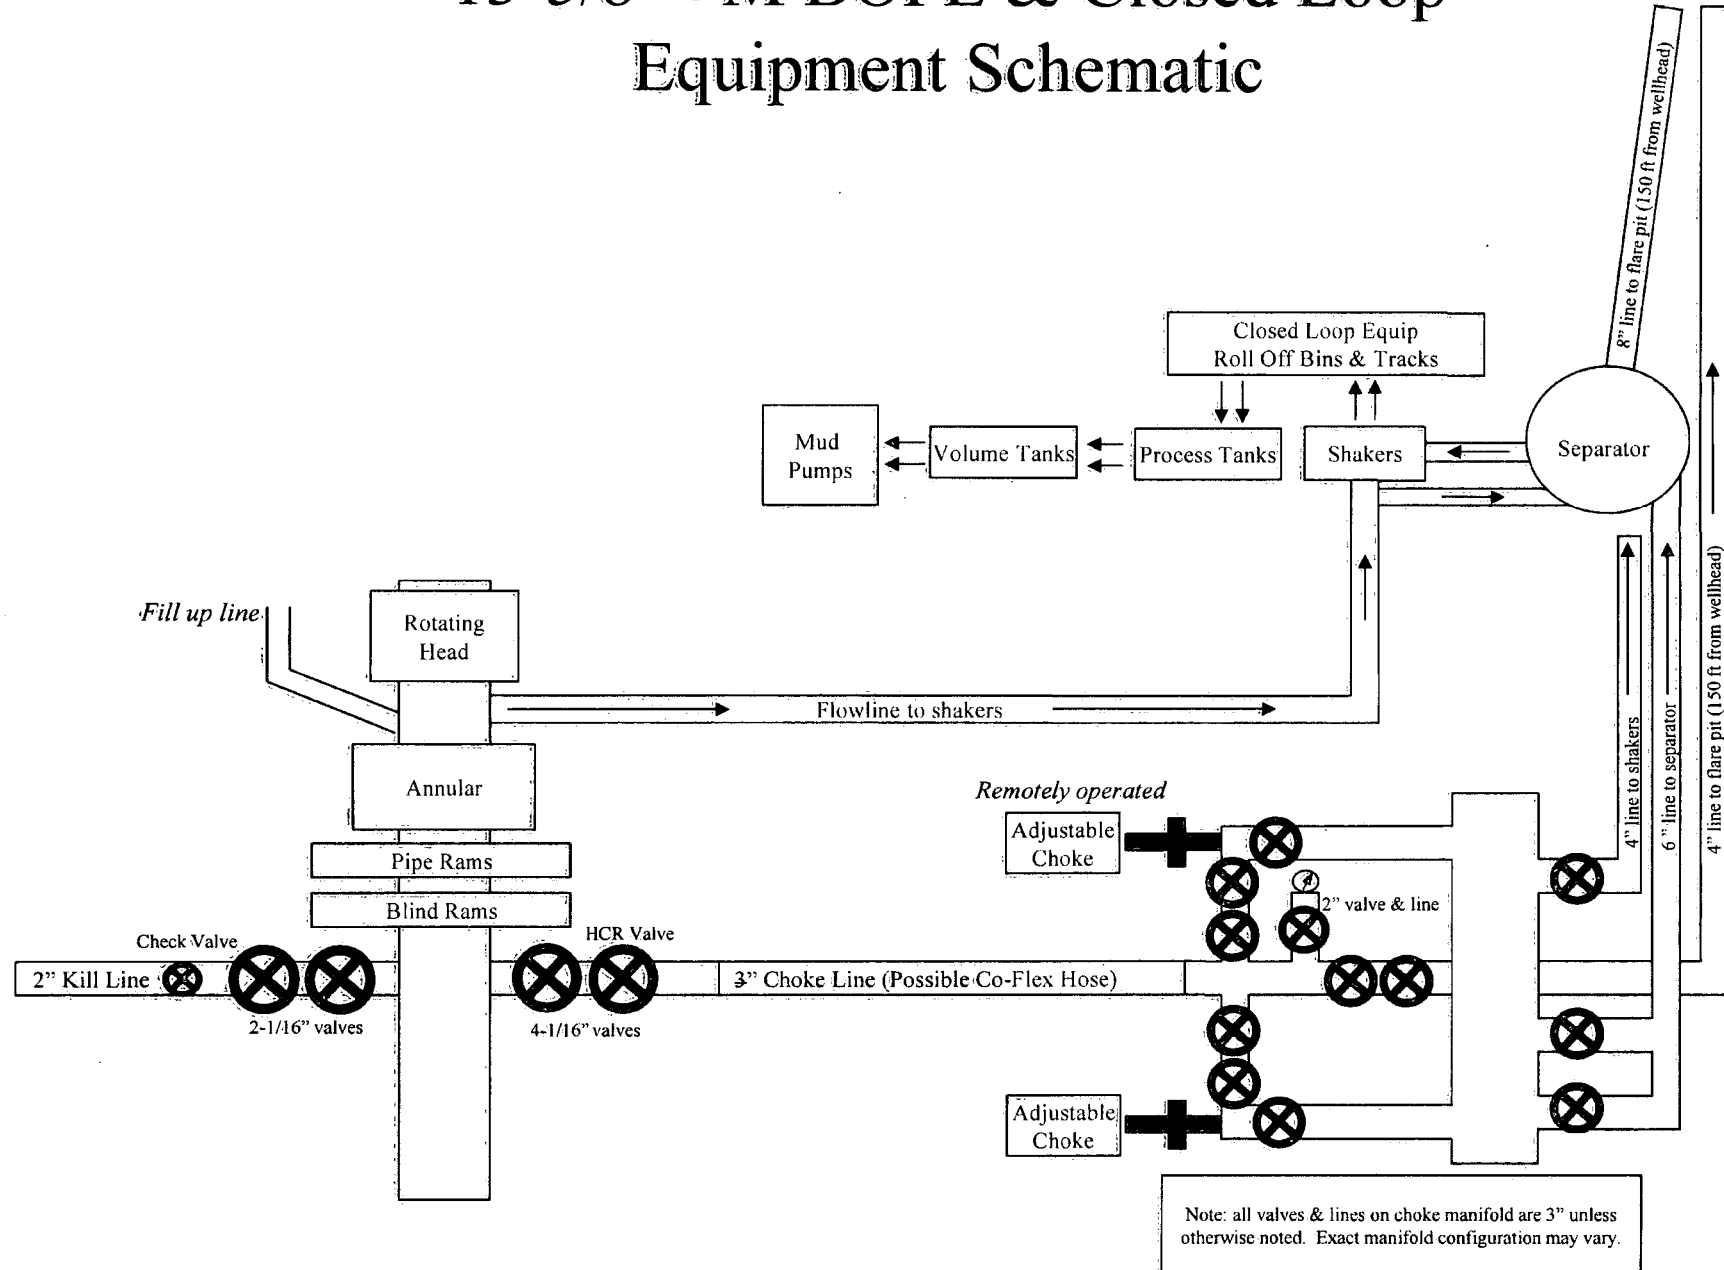 Equipment Schematic
8” line to flare pit (150 ft from wellhead)
Closed Loop Equip
Roll Off Bins & Tracks
Mud
Pumps
Volume Tanks
Process Tanks
Shakers
Separator
Fill up line
Rotating
Head
Flowline to shakers
Annular
Pipe Rams
Blind Rams
Check Valve
HCR Valve
2” Kill Line
3” Choke Line (Possible Co-Flex Hose)
2-1/16” valves
4-1/16” valves
Remotely operated
Adjustable
Choke
2” valve & line
Adjustable
Choke
4” line to shakers
6” line to separator
4” line to flare pit (150 ft from wellhead)
Note: all valves & lines on choke manifold are 3” unless
otherwise noted. Exact manifold configuration may vary.